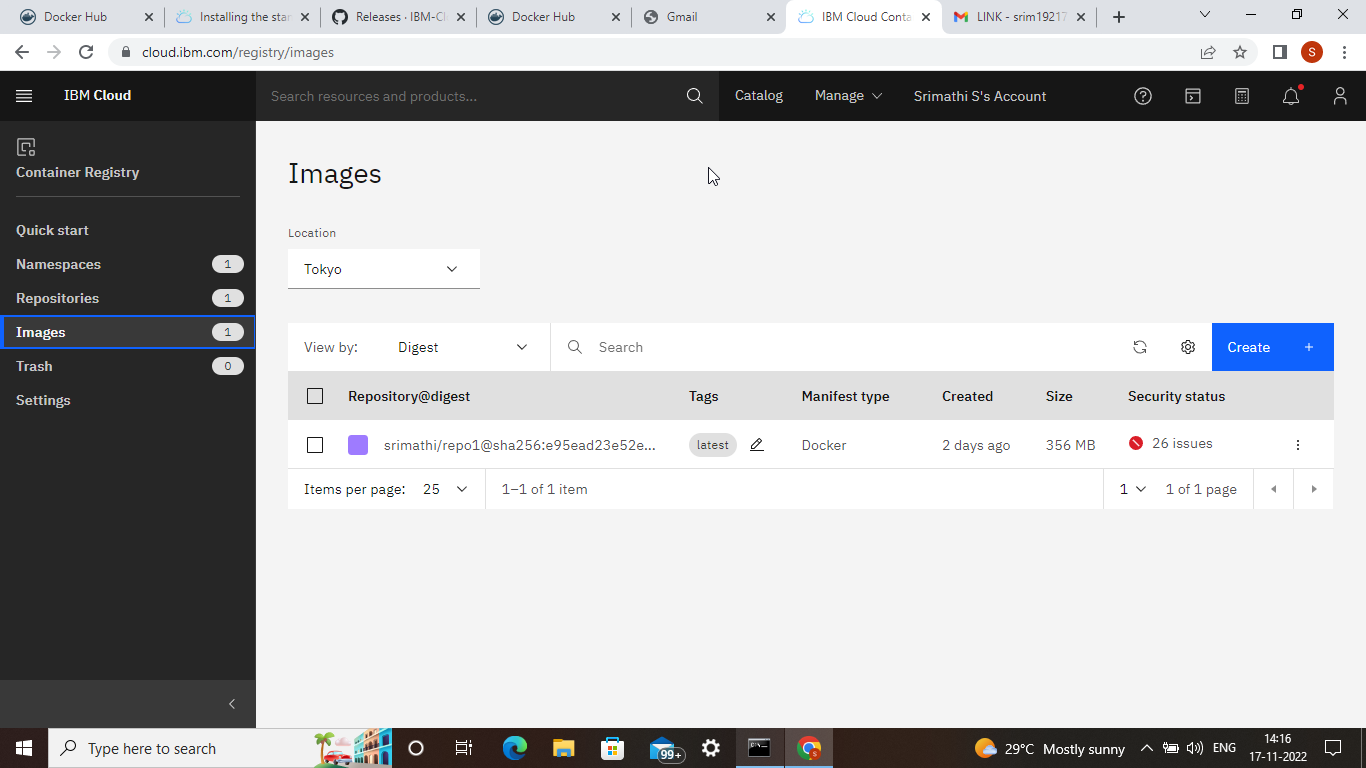 Docker Hub
Installing the star
Releases · IBM-Cl
Docker Hub
Gmail
IBM Cloud Conta
LINK - srim19217
cloud.ibm.com/registry/images
S
IBM Cloud
Search resources and products...
Catalog
Manage
Srimathi S's Account
Container Registry
Quick start
Namespaces 1
Repositories 1
Images 1
Trash 0
Settings
Images
Location
Tokyo
View by: Digest
Search
Create +
Repository@digest Tags Manifest type Created Size Security status
srimathi/repo1@sha256:e95ead23e52e... latest Docker 2 days ago 356 MB 26 issues
Items per page: 25 1–1 of 1 item 1 1 of 1 page
Type here to search
99+
29°C Mostly sunny
ENG
14:16
17-11-2022